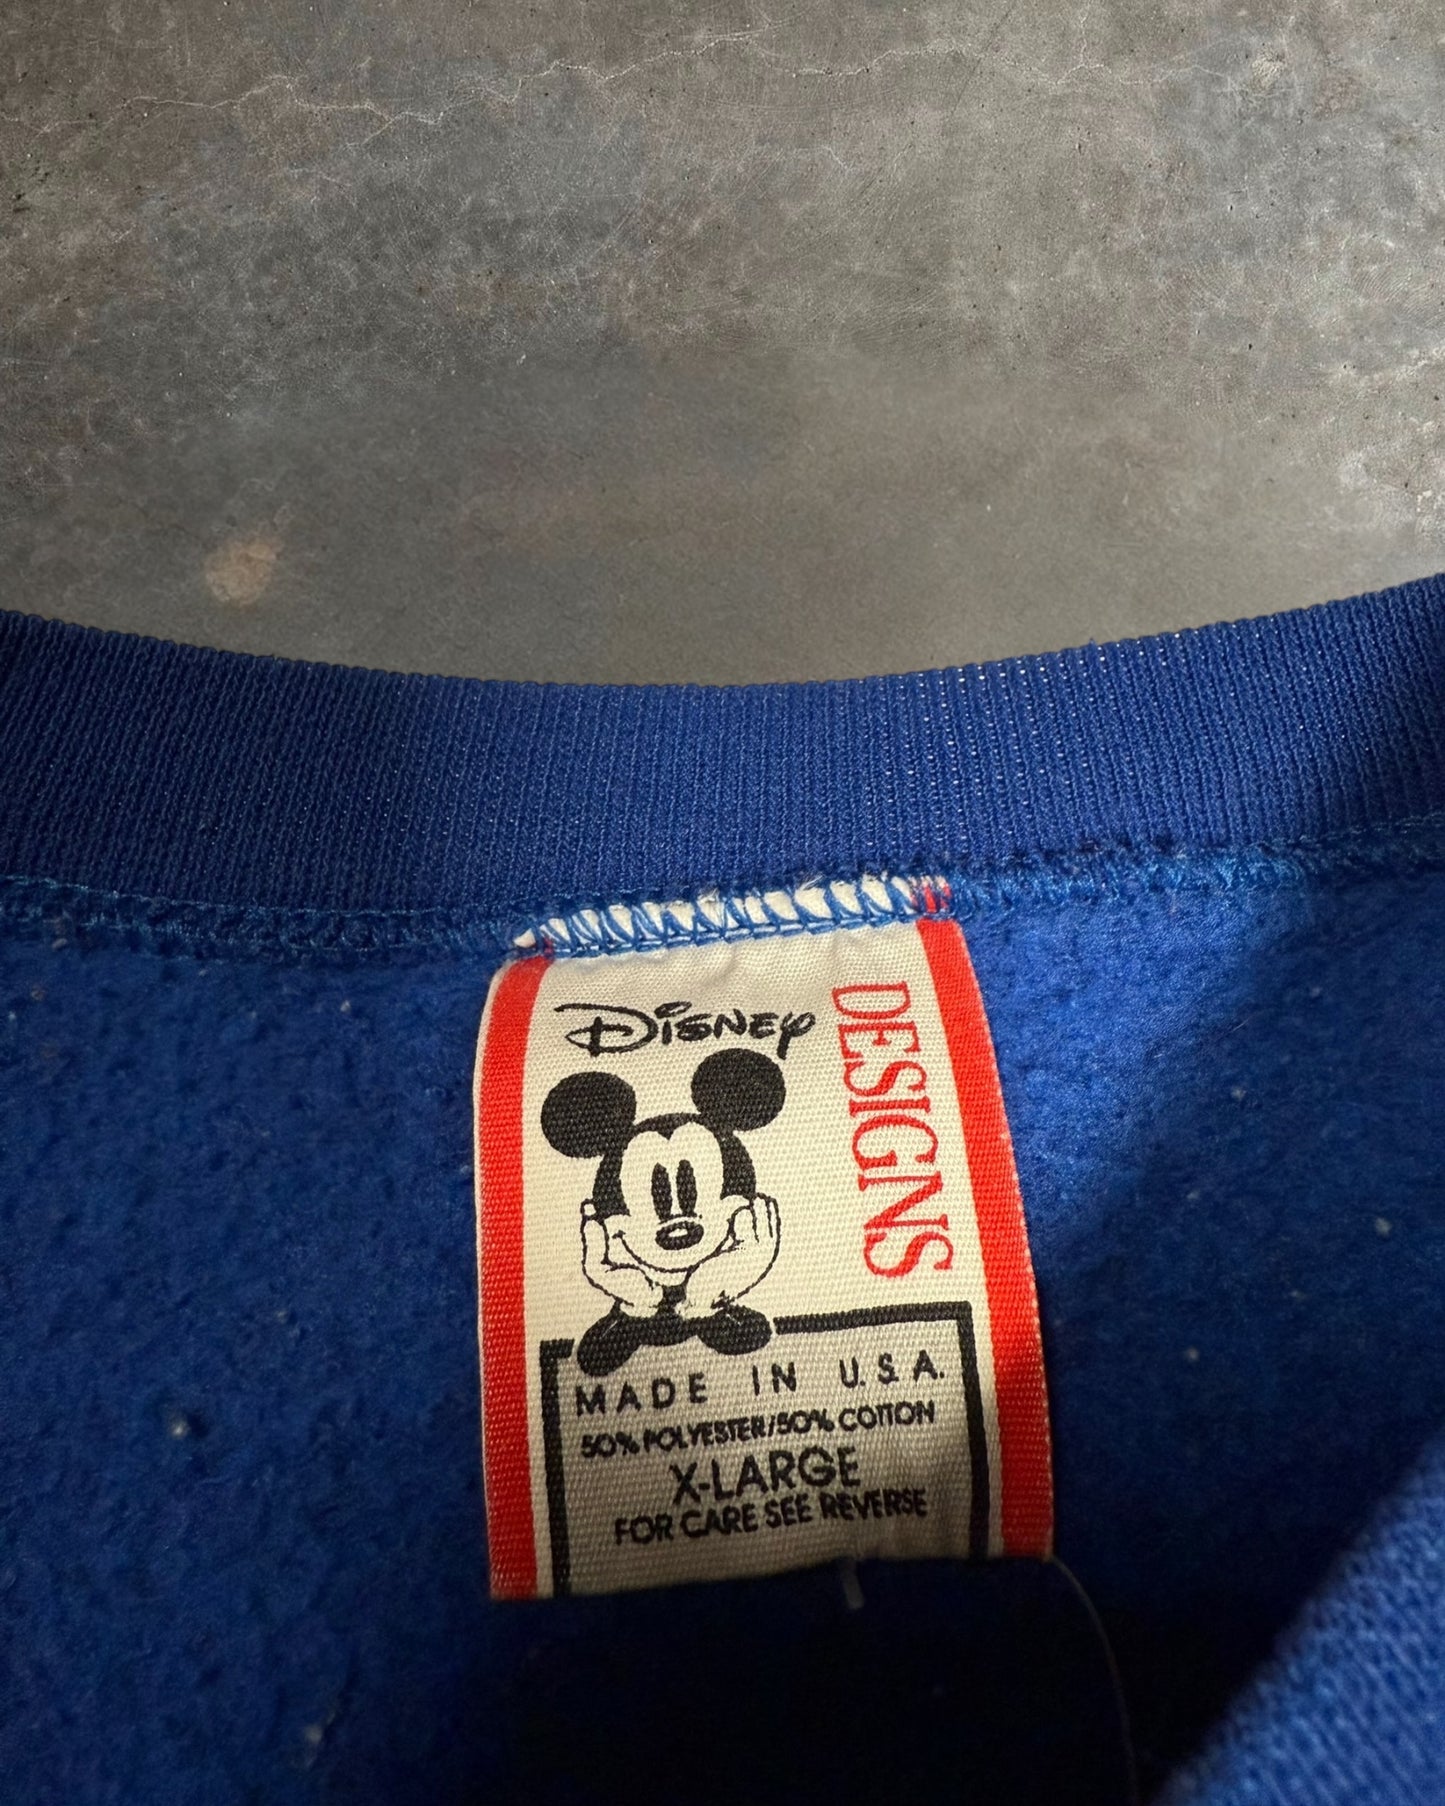 Disney
DESIGNS
MADE IN U.S.A.
50% POLYESTER/50% COTTON
X-LARGE
FOR CARE SEE REVERSE